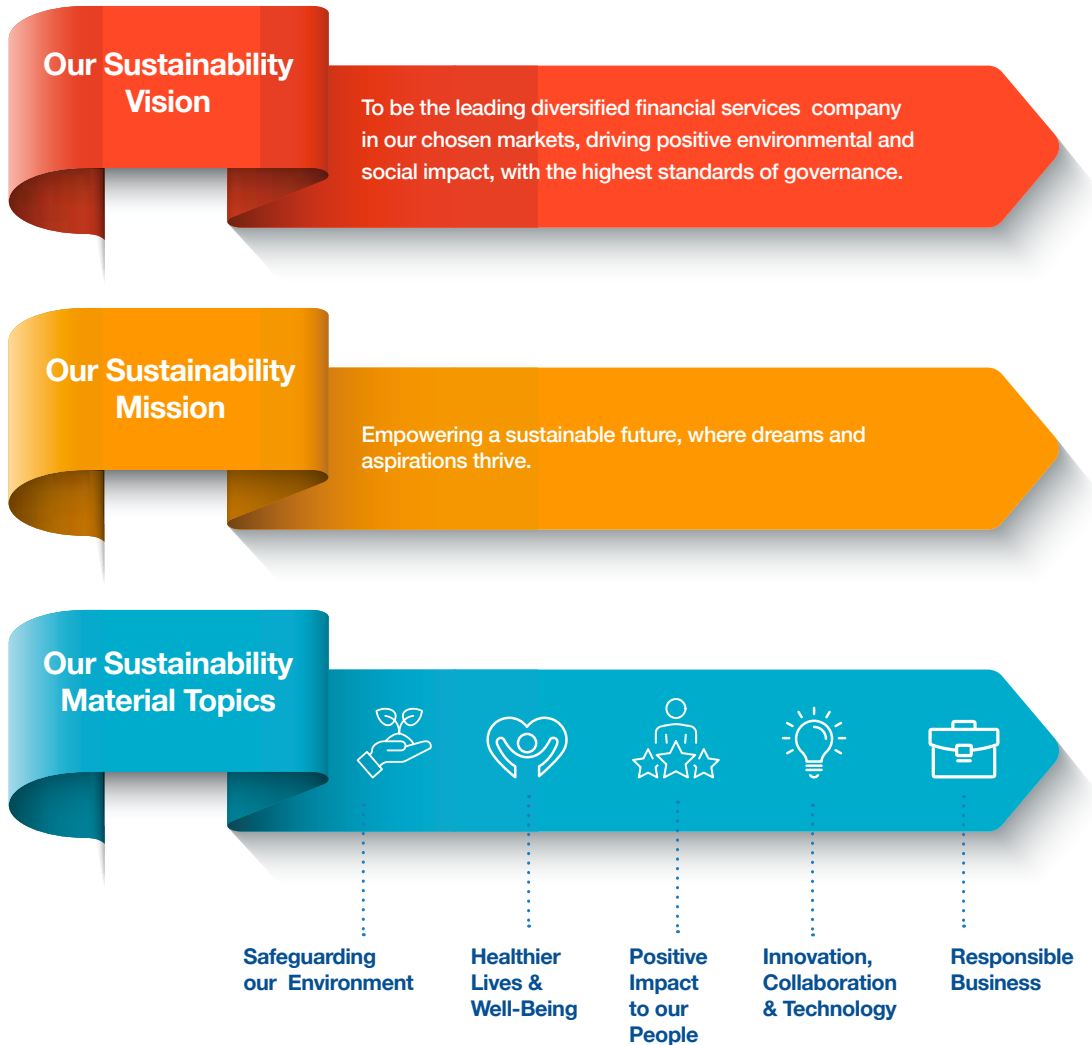 Our Sustainability
Vision
To be the leading diversified financial services company
in our chosen markets, driving positive environmental and
social impact, with the highest standards of governance.
Our Sustainability
Mission
Empowering a sustainable future, where dreams and
aspirations thrive.
Our Sustainability
Material Topics
Safeguarding
our Environment
Healthier
Lives &
Well-Being
Positive
Impact
to our
People
Innovation,
Collaboration
& Technology
Responsible
Business